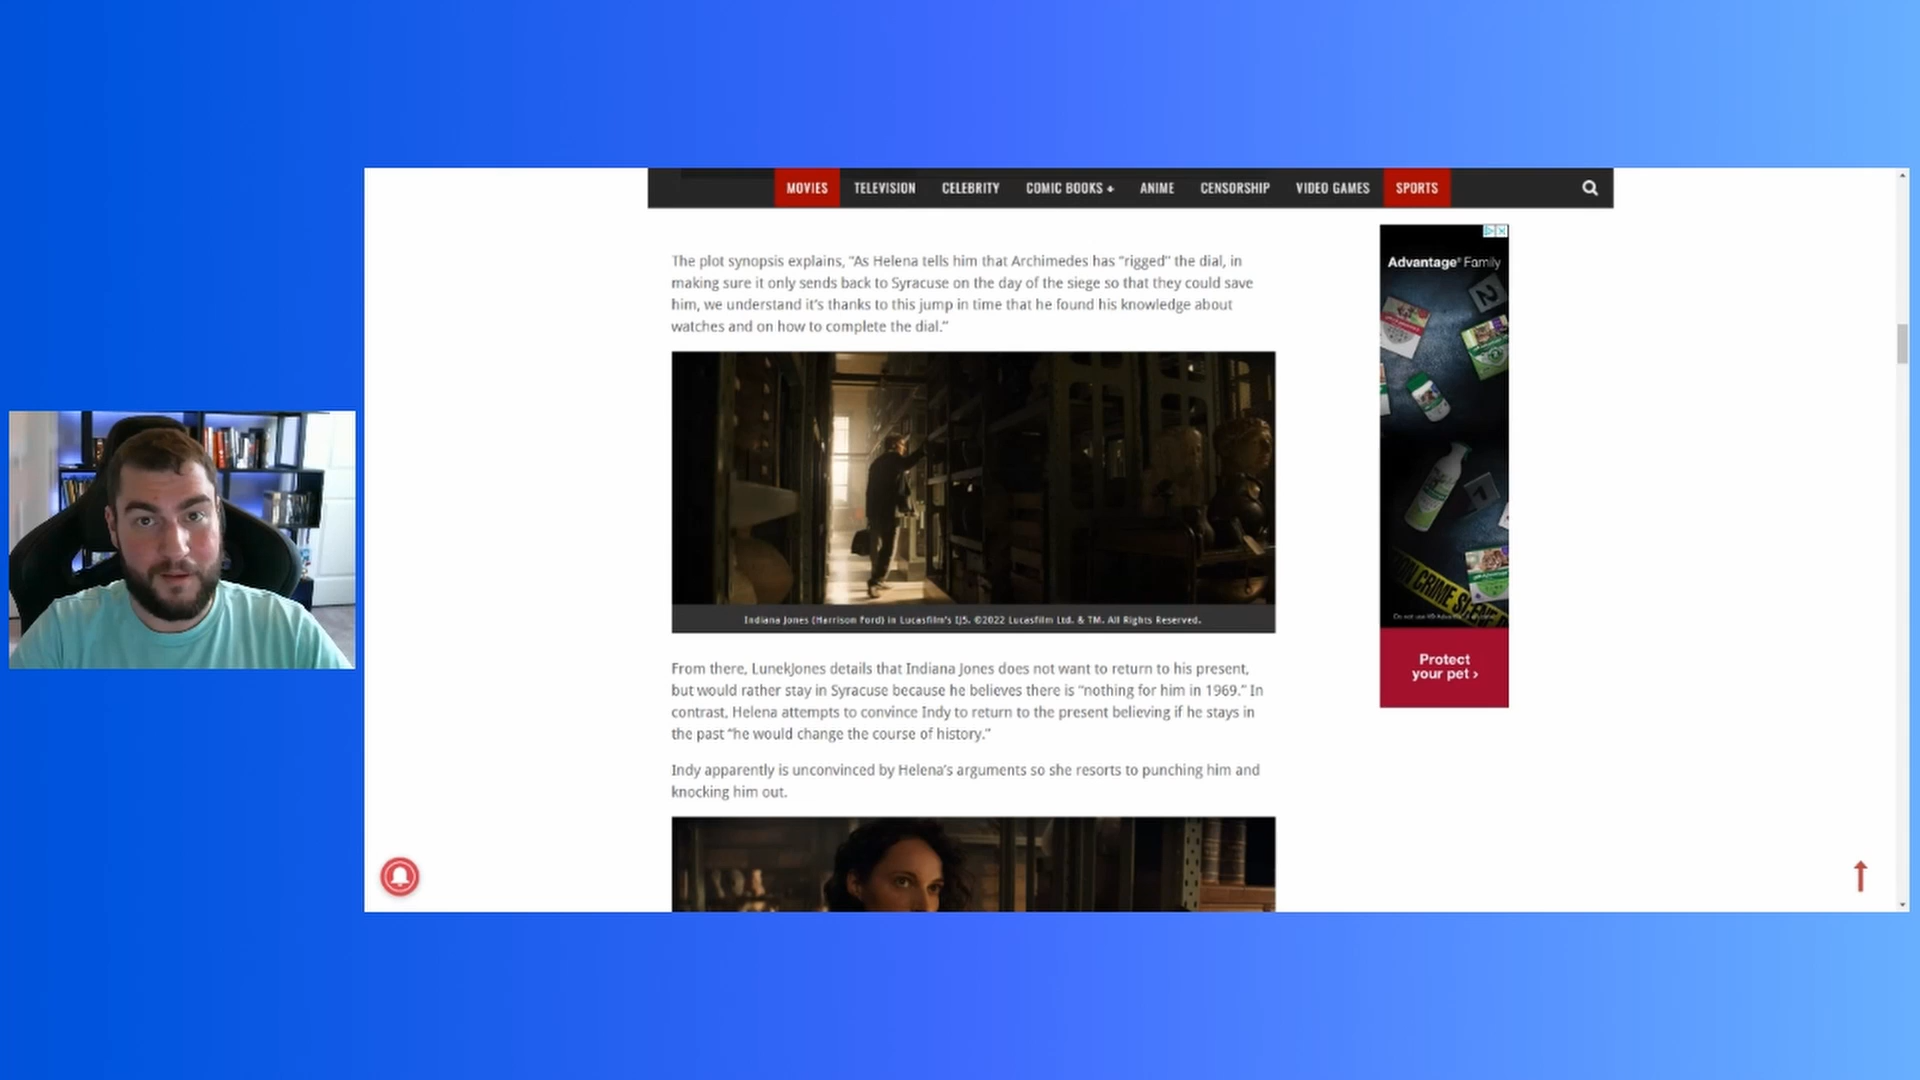 MOVIES TELEVISION CELEBRITY COMIC BOOKS + ANIME CENSORSHIP VIDEO GAMES SPORTS
The plot synopsis explains, “As Helena tells him that Archimedes has “rigged” the dial, in
making sure it only sends back to Syracuse on the day of the siege so that they could save
him, we understand it’s thanks to this jump in time that he found his knowledge about
watches and on how to complete the dial.”
Indiana Jones (Harrison Ford) in Lucasfilm's IJ5. ©2022 Lucasfilm Ltd. & TM. All Rights Reserved.
From there, LunekJones details that Indiana Jones does not want to return to his present,
but would rather stay in Syracuse because he believes there is “nothing for him in 1969.” In
contrast, Helena attempts to convince Indy to return to the present believing if he stays in
the past “he would change the course of history.”
Indy apparently is unconvinced by Helena’s arguments so she resorts to punching him and
knocking him out.
Advantage® Family
2
1
CRIME
Protect
your pet ›